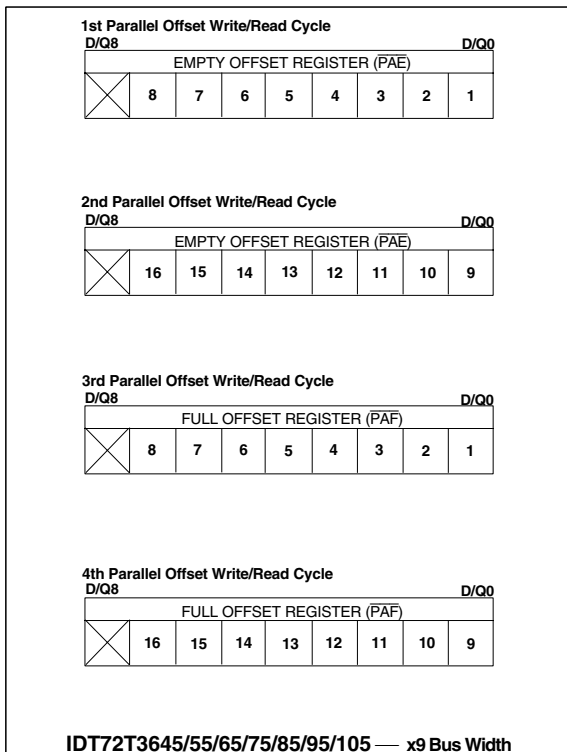 1st Parallel Offset Write/Read Cycle
D/Q8 D/Q0
EMPTY OFFSET REGISTER (P̅A̅E̅)
8 7 6 5 4 3 2 1
2nd Parallel Offset Write/Read Cycle
D/Q8 D/Q0
EMPTY OFFSET REGISTER (P̅A̅E̅)
16 15 14 13 12 11 10 9
3rd Parallel Offset Write/Read Cycle
D/Q8 D/Q0
FULL OFFSET REGISTER (P̅A̅F̅)
8 7 6 5 4 3 2 1
4th Parallel Offset Write/Read Cycle
D/Q8 D/Q0
FULL OFFSET REGISTER (P̅A̅F̅)
16 15 14 13 12 11 10 9
IDT72T3645/55/65/75/85/95/105 — x9 Bus Width